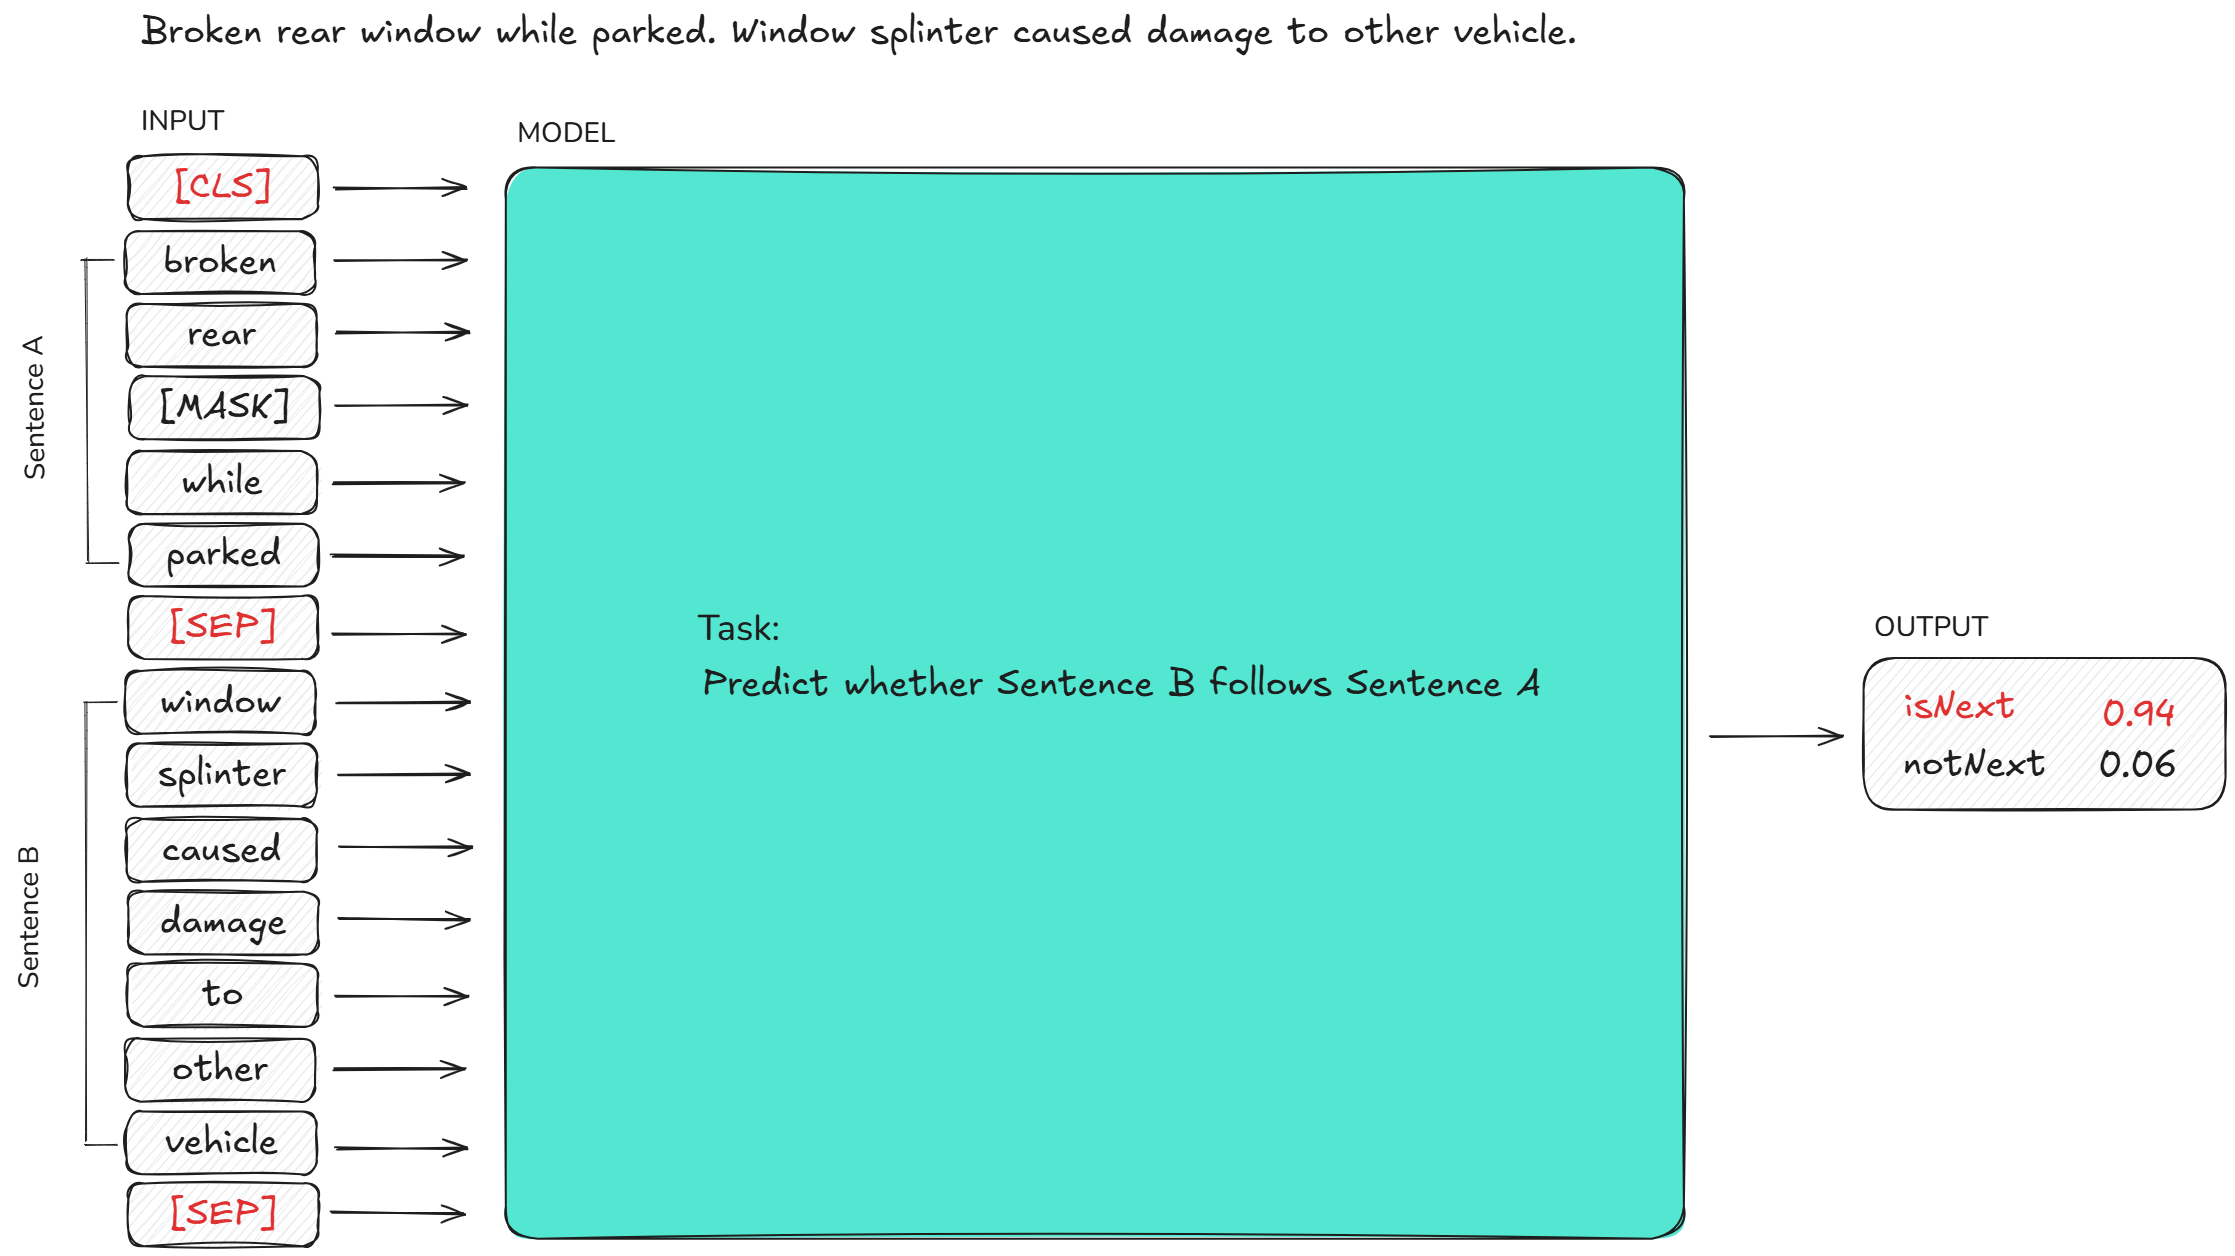 Broken rear window while parked. Window splinter caused damage to other vehicle.
INPUT
MODEL
[CLS]
Sentence A
broken
rear
[MASK]
while
parked
[SEP]
Sentence B
window
splinter
caused
damage
to
other
vehicle
[SEP]
Task:
Predict whether Sentence B follows Sentence A
OUTPUT
isNext 0.94
notNext 0.06